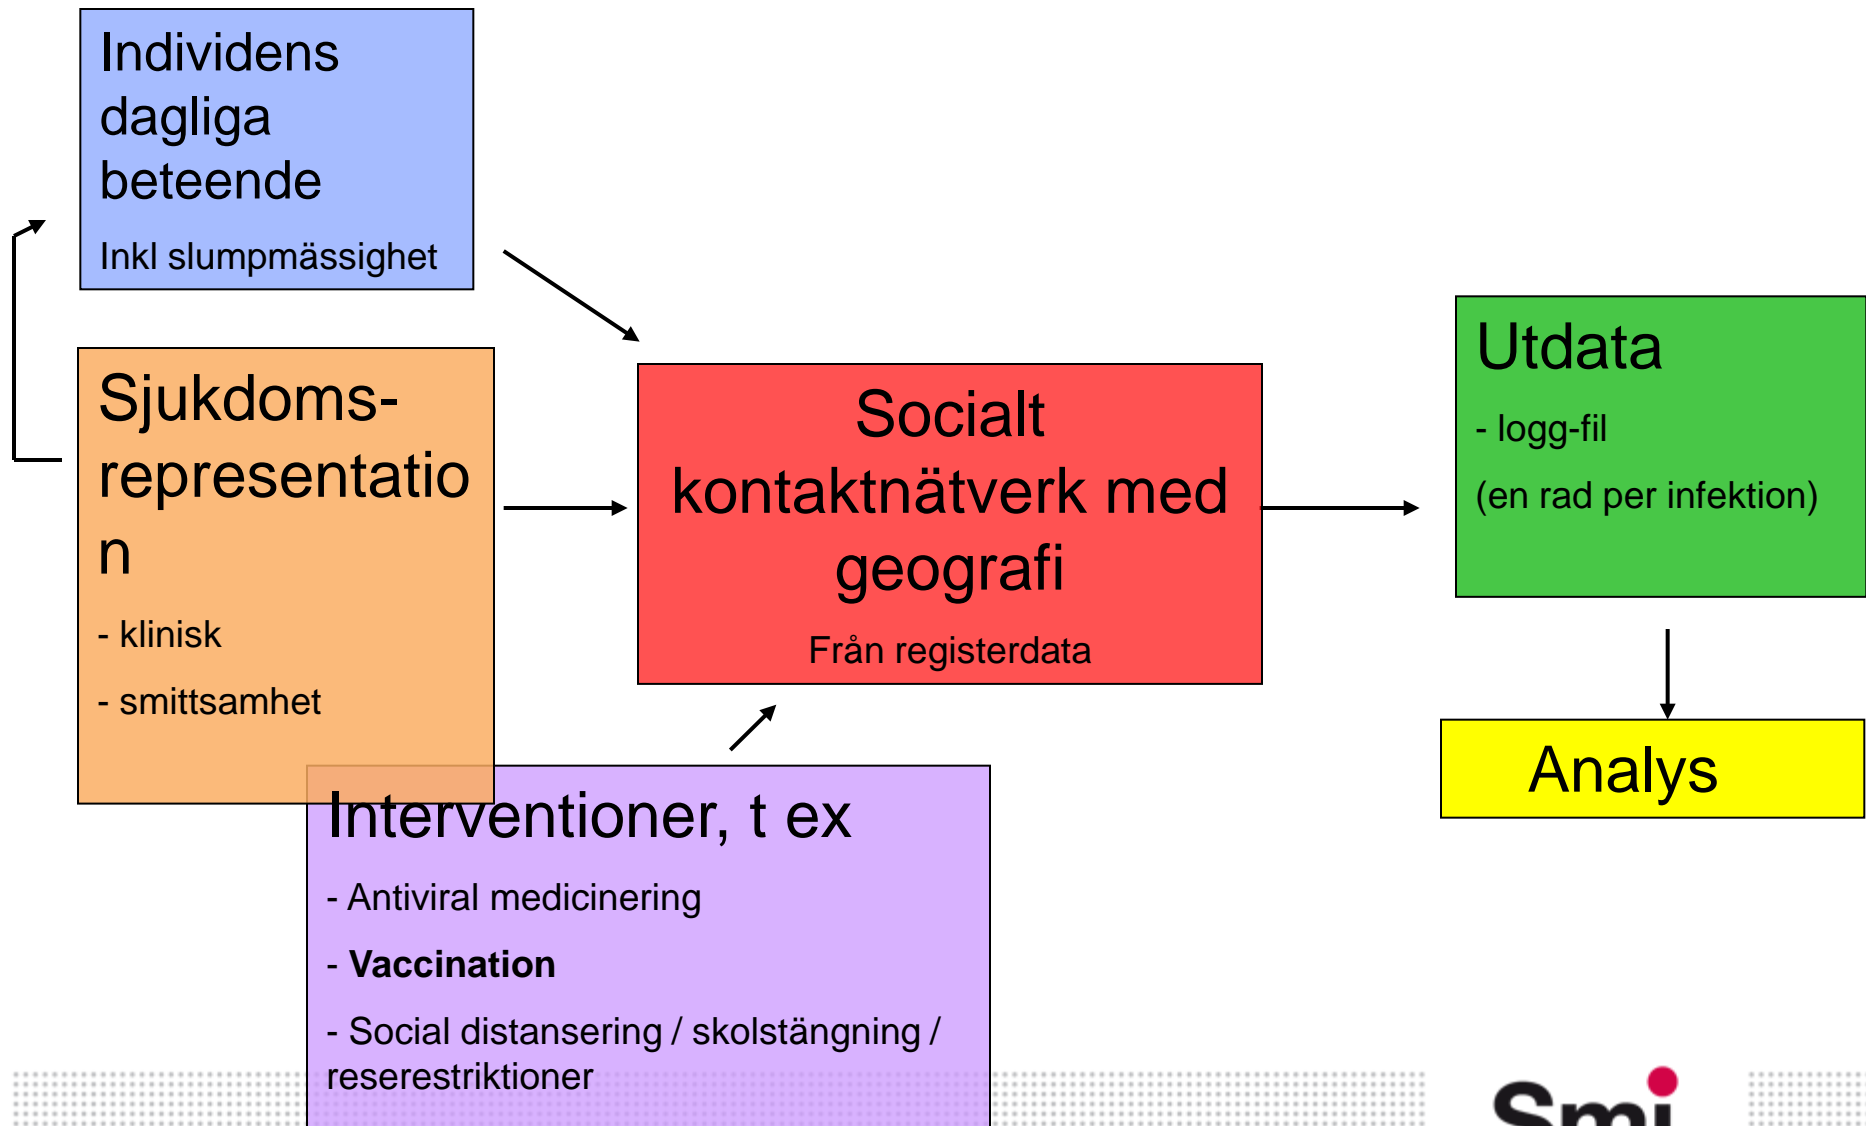 Individens
dagliga
beteende
Inkl slumpmässighet
Sjukdoms-
representatio
n
- klinisk
- smittsamhet
Socialt
kontaktnätverk med
geografi
Från registerdata
Utdata
- logg-fil
(en rad per infektion)
Analys
Interventioner, t ex
- Antiviral medicinering
- Vaccination
- Social distansering / skolstängning /
reserestriktioner
Smi